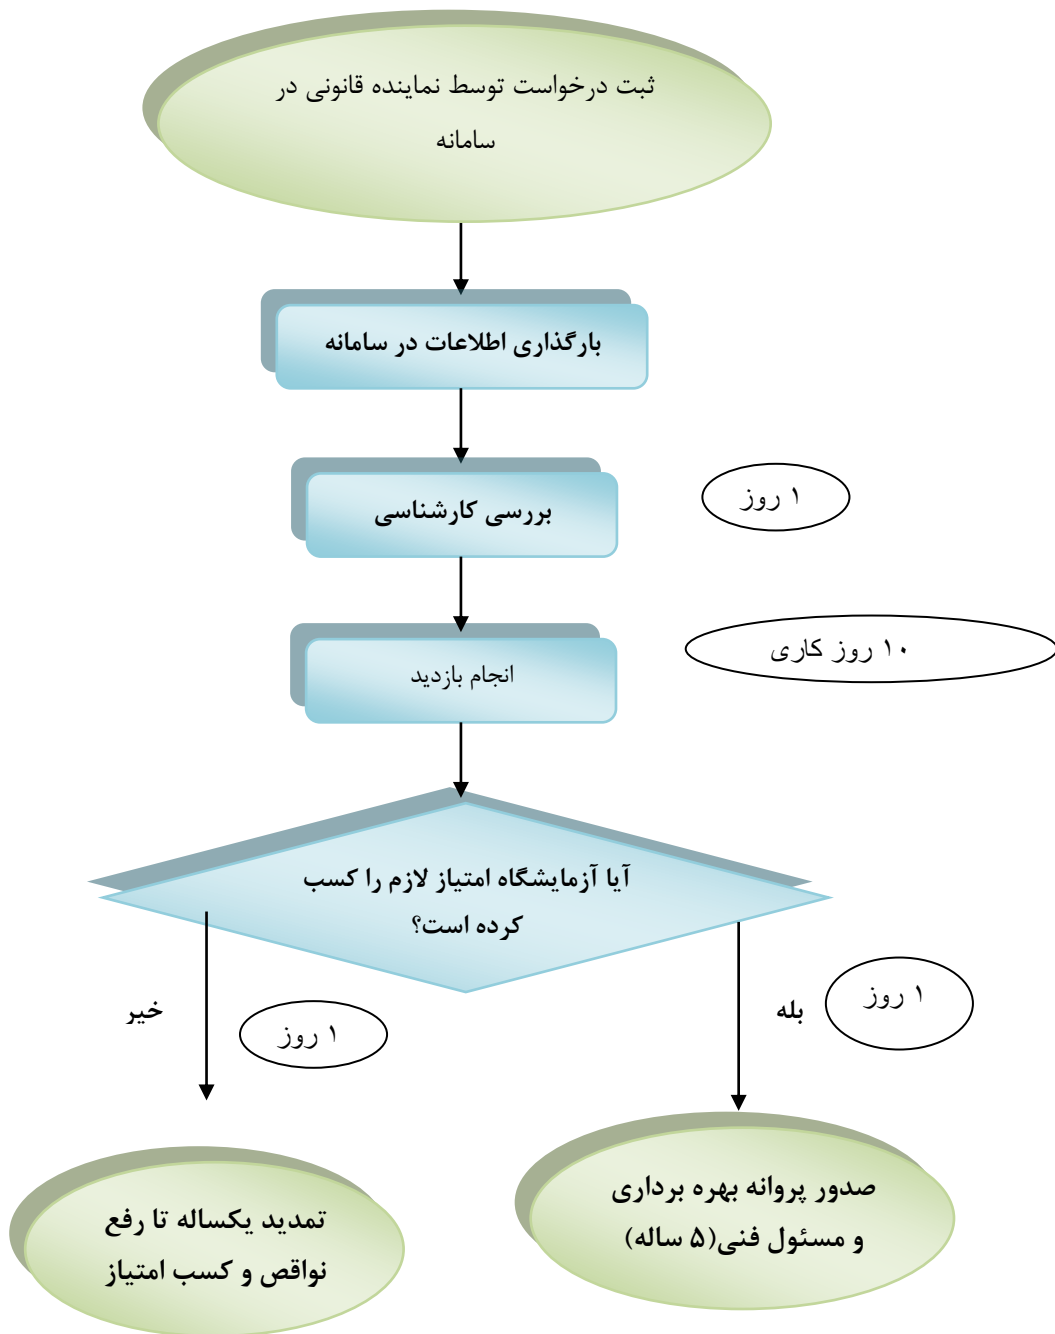 ثبت درخواست توسط نماینده قانونی در
سامانه
بارگذاری اطلاعات در سامانه
بررسی کارشناسی
۱ روز
انجام بازدید
۱۰ روز کاری
آیا آزمایشگاه امتیاز لازم را کسب
کرده است؟
بله
۱ روز
خیر
۱ روز
صدور پروانه بهره برداری
و مسئول فنی(۵ ساله)
تمدید یکساله تا رفع
نواقص و کسب امتیاز